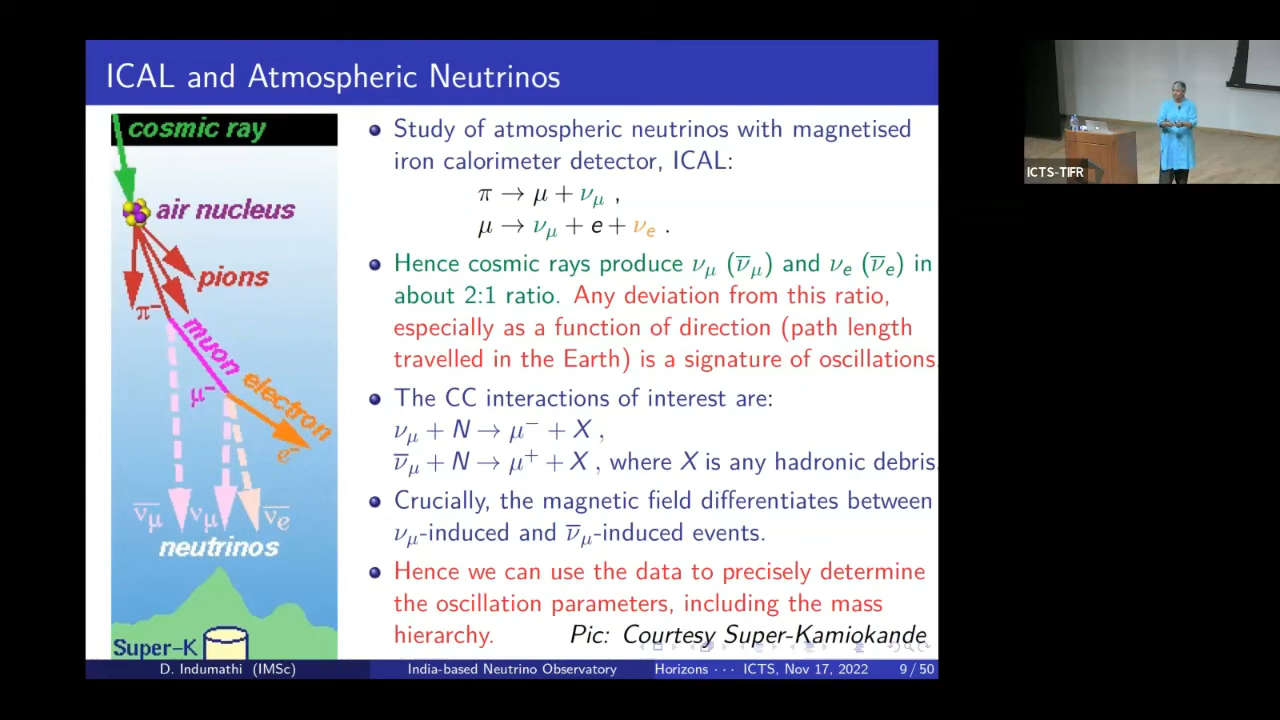 ICAL and Atmospheric Neutrinos
cosmic ray
air nucleus
pions
π⁻
muon
μ⁻
electron
e⁻
ν̅μ νμ ν̅e
neutrinos
Super-K
Study of atmospheric neutrinos with magnetised
iron calorimeter detector, ICAL:
π → μ + νμ ,
μ → νμ + e + νe .
Hence cosmic rays produce νμ (ν̅μ) and νe (ν̅e) in
about 2:1 ratio. Any deviation from this ratio,
especially as a function of direction (path length
travelled in the Earth) is a signature of oscillations
The CC interactions of interest are:
νμ + N → μ⁻ + X ,
ν̅μ + N → μ⁺ + X , where X is any hadronic debris.
Crucially, the magnetic field differentiates between
νμ-induced and ν̅μ-induced events.
Hence we can use the data to precisely determine
the oscillation parameters, including the mass
hierarchy. Pic: Courtesy Super-Kamiokande
D. Indumathi (IMSc) India-based Neutrino Observatory Horizons · · · ICTS, Nov 17, 2022 9 / 50
ICTS-TIFR